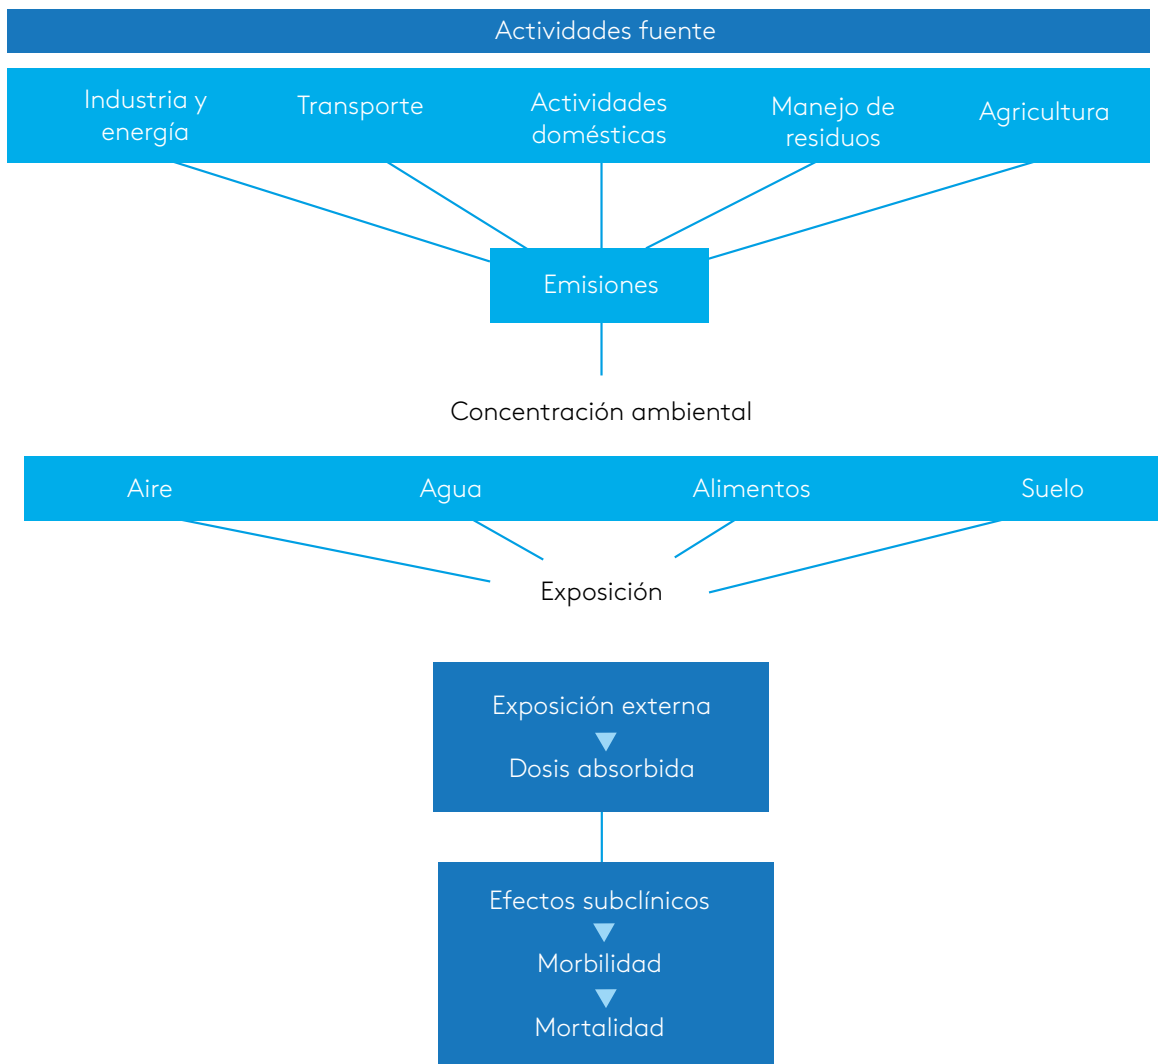 Actividades fuente
Industria y
energía
Transporte
Actividades
domésticas
Manejo de
residuos
Agricultura
Emisiones
Concentración ambiental
Aire
Agua
Alimentos
Suelo
Exposición
Exposición externa
Dosis absorbida
Efectos subclínicos
Morbilidad
Mortalidad